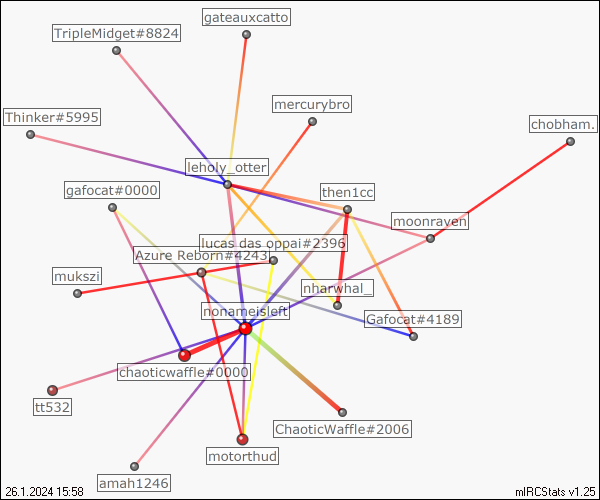 gateauxcatto
TripleMidget#8824
mercurybro
Thinker#5995
chobham.
leholy_otter
gafocat#0000
then1cc
moonraven
lucas das oppai#2396
Azure Reborn#4243
mukszi
nharwhal_
nonameisleft
Gafocat#4189
chaoticwaffle#0000
tt532
ChaoticWaffle#2006
motorthud
amah1246
26.1.2024 15:58
mIRCStats v1.25